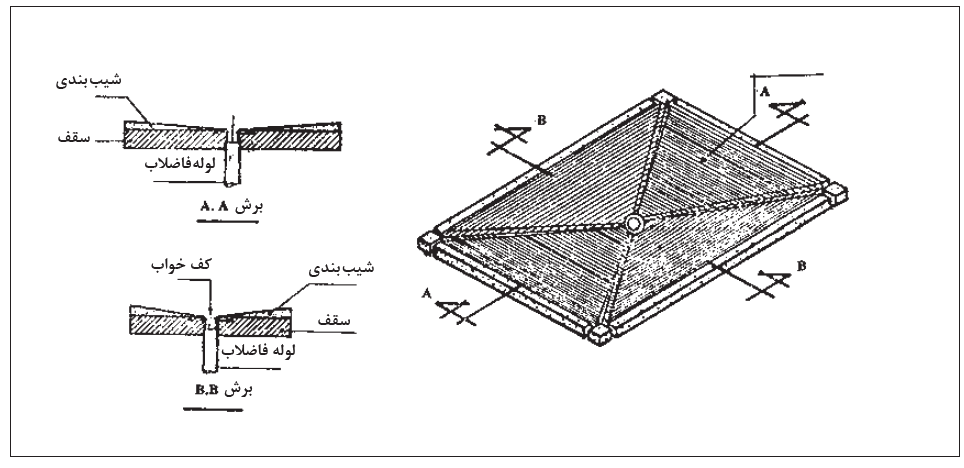 شیب‌بندی
سقف
لوله فاضلاب
برش A. A
کف خواب
شیب‌بندی
سقف
لوله فاضلاب
برش B.B
A
B
A
B